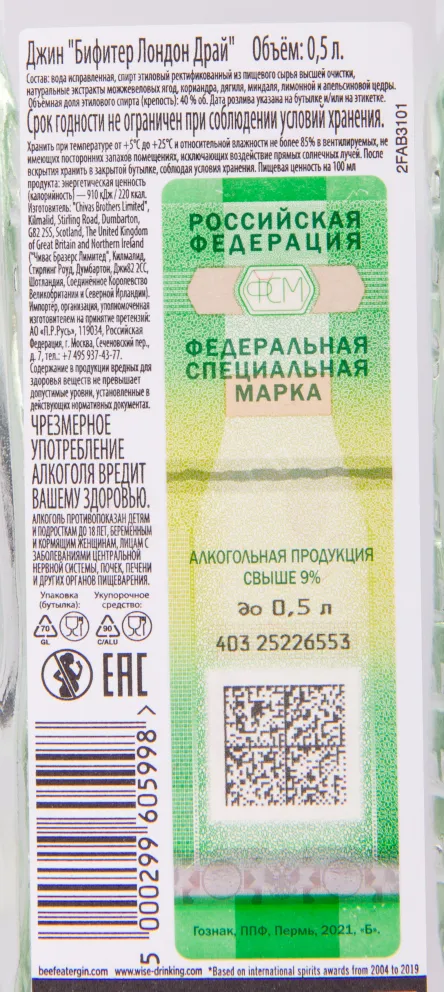 Джин "Бифитер Лондон Драй" Объём: 0,5 л.
Состав: вода исправленная, спирт этиловый ректификованный из пищевого сырья высшей очистки,
натуральные экстракты можжевеловых ягод, кориандра, дягиля, миндаля, лимонной и апельсиновой цедры.
Объёмная доля этилового спирта (крепость): 40 % об. Дата розлива указана на бутылке и/или на этикетке.
Срок годности не ограничен при соблюдении условий хранения.
Хранить при температуре от +5°С до +25°С и относительной влажности не более 85% в вентилируемых, не
имеющих посторонних запахов помещениях, исключающих воздействие прямых солнечных лучей. После
вскрытия хранить в закрытой бутылке, соблюдая условия хранения. Пищевая ценность на 100 мл
продукта: энергетическая ценность
(калорийность) — 910 кДж / 220 ккал.
Изготовитель: "Chivas Brothers Limited",
Kilmalid, Stirling Road, Dumbarton,
G82 2SS, Scotland, The United Kingdom
of Great Britain and Northern Ireland
("Чивас Бразерс Лимитед", Килмалид,
Стирлинг Роуд, Думбартон, Джи82 2СС,
Шотландия, Соединённое Королевство
Великобритании и Северной Ирландии).
Импортёр, организация, уполномоченная
изготовителем на принятие претензий:
АО «П.Р.Русь», 119034, Российская
Федерация, г. Москва, Сеченовский пер.,
д. 7, тел.: +7 495 937-43-77.
Содержание в продукции вредных для
здоровья веществ не превышает
допустимые уровни, установленные в
действующих нормативных документах.
ЧРЕЗМЕРНОЕ
УПОТРЕБЛЕНИЕ
АЛКОГОЛЯ ВРЕДИТ
ВАШЕМУ ЗДОРОВЬЮ.
АЛКОГОЛЬ ПРОТИВОПОКАЗАН ДЕТЯМ
И ПОДРОСТКАМ ДО 18 ЛЕТ, БЕРЕМЕННЫМ
И КОРМЯЩИМ ЖЕНЩИНАМ, ЛИЦАМ С
ЗАБОЛЕВАНИЯМИ ЦЕНТРАЛЬНОЙ
НЕРВНОЙ СИСТЕМЫ, ПОЧЕК, ПЕЧЕНИ
И ДРУГИХ ОРГАНОВ ПИЩЕВАРЕНИЯ.
Упаковка (бутылка):
Укупорочное средство:
70
GL
90
C/ALU
EAC
5 000299 605998 >
2FAB3101
РОССИЙСКАЯ
ФЕДЕРАЦИЯ
ФСМ
ФЕДЕРАЛЬНАЯ
СПЕЦИАЛЬНАЯ
МАРКА
АЛКОГОЛЬНАЯ ПРОДУКЦИЯ
СВЫШЕ 9%
до 0,5 л
403 25226553
Гознак, ППФ, Пермь, 2021, «Б».
beefeatergin.com www.wise-drinking.com *Based on international spirits awards from 2004 to 2019